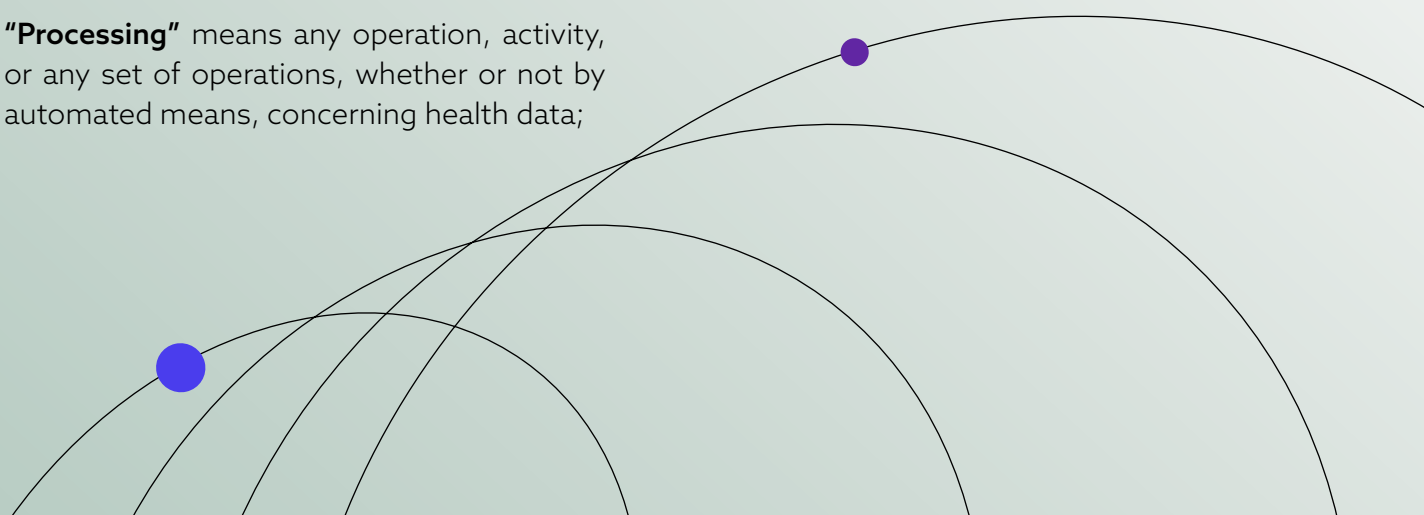 “Processing” means any operation, activity,
or any set of operations, whether or not by
automated means, concerning health data;